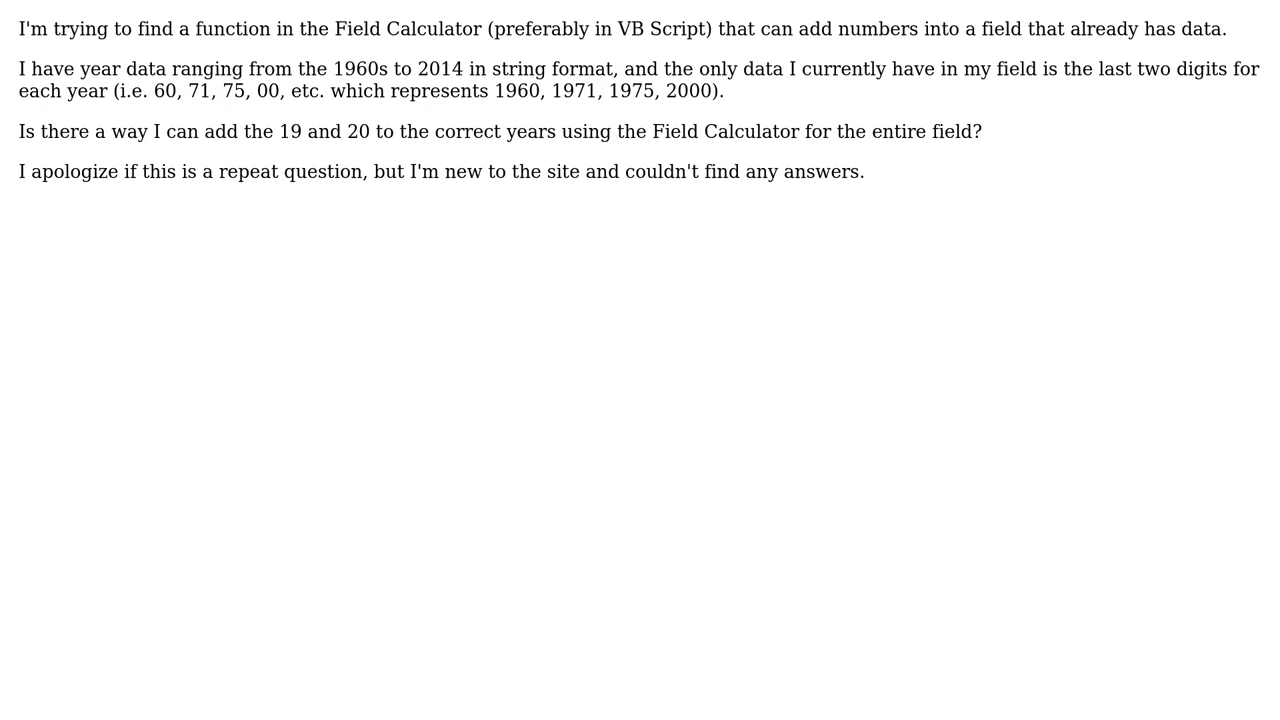 I'm trying to find a function in the Field Calculator (preferably in VB Script) that can add numbers into a field that already has data.
I have year data ranging from the 1960s to 2014 in string format, and the only data I currently have in my field is the last two digits for
each year (i.e. 60, 71, 75, 00, etc. which represents 1960, 1971, 1975, 2000).
Is there a way I can add the 19 and 20 to the correct years using the Field Calculator for the entire field?
I apologize if this is a repeat question, but I'm new to the site and couldn't find any answers.